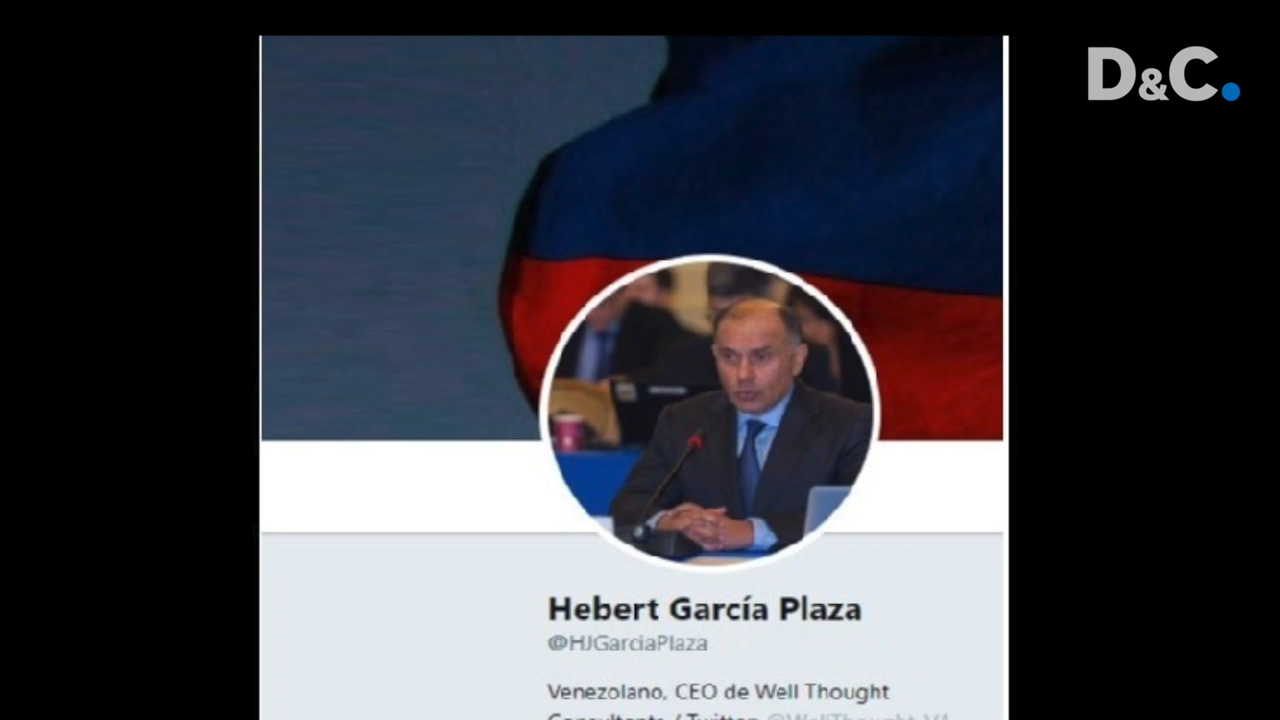 D&C.
Hebert García Plaza
@HJGarciaPlaza
Venezolano, CEO de Well Thought